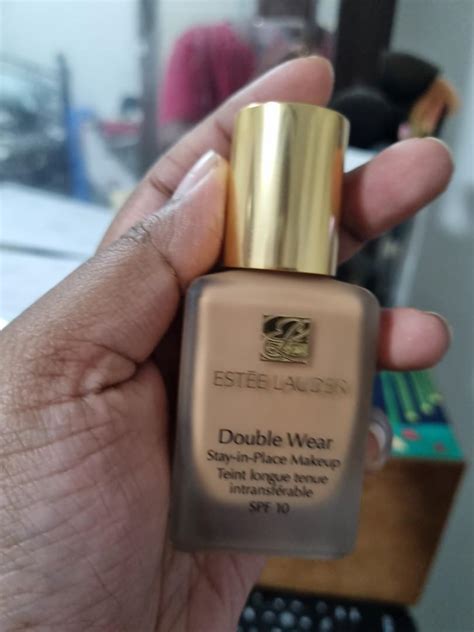 ESTĒE LAUDER
Double Wear
Stay-in-Place Makeup
Teint longue tenue
intransférable
SPF 10